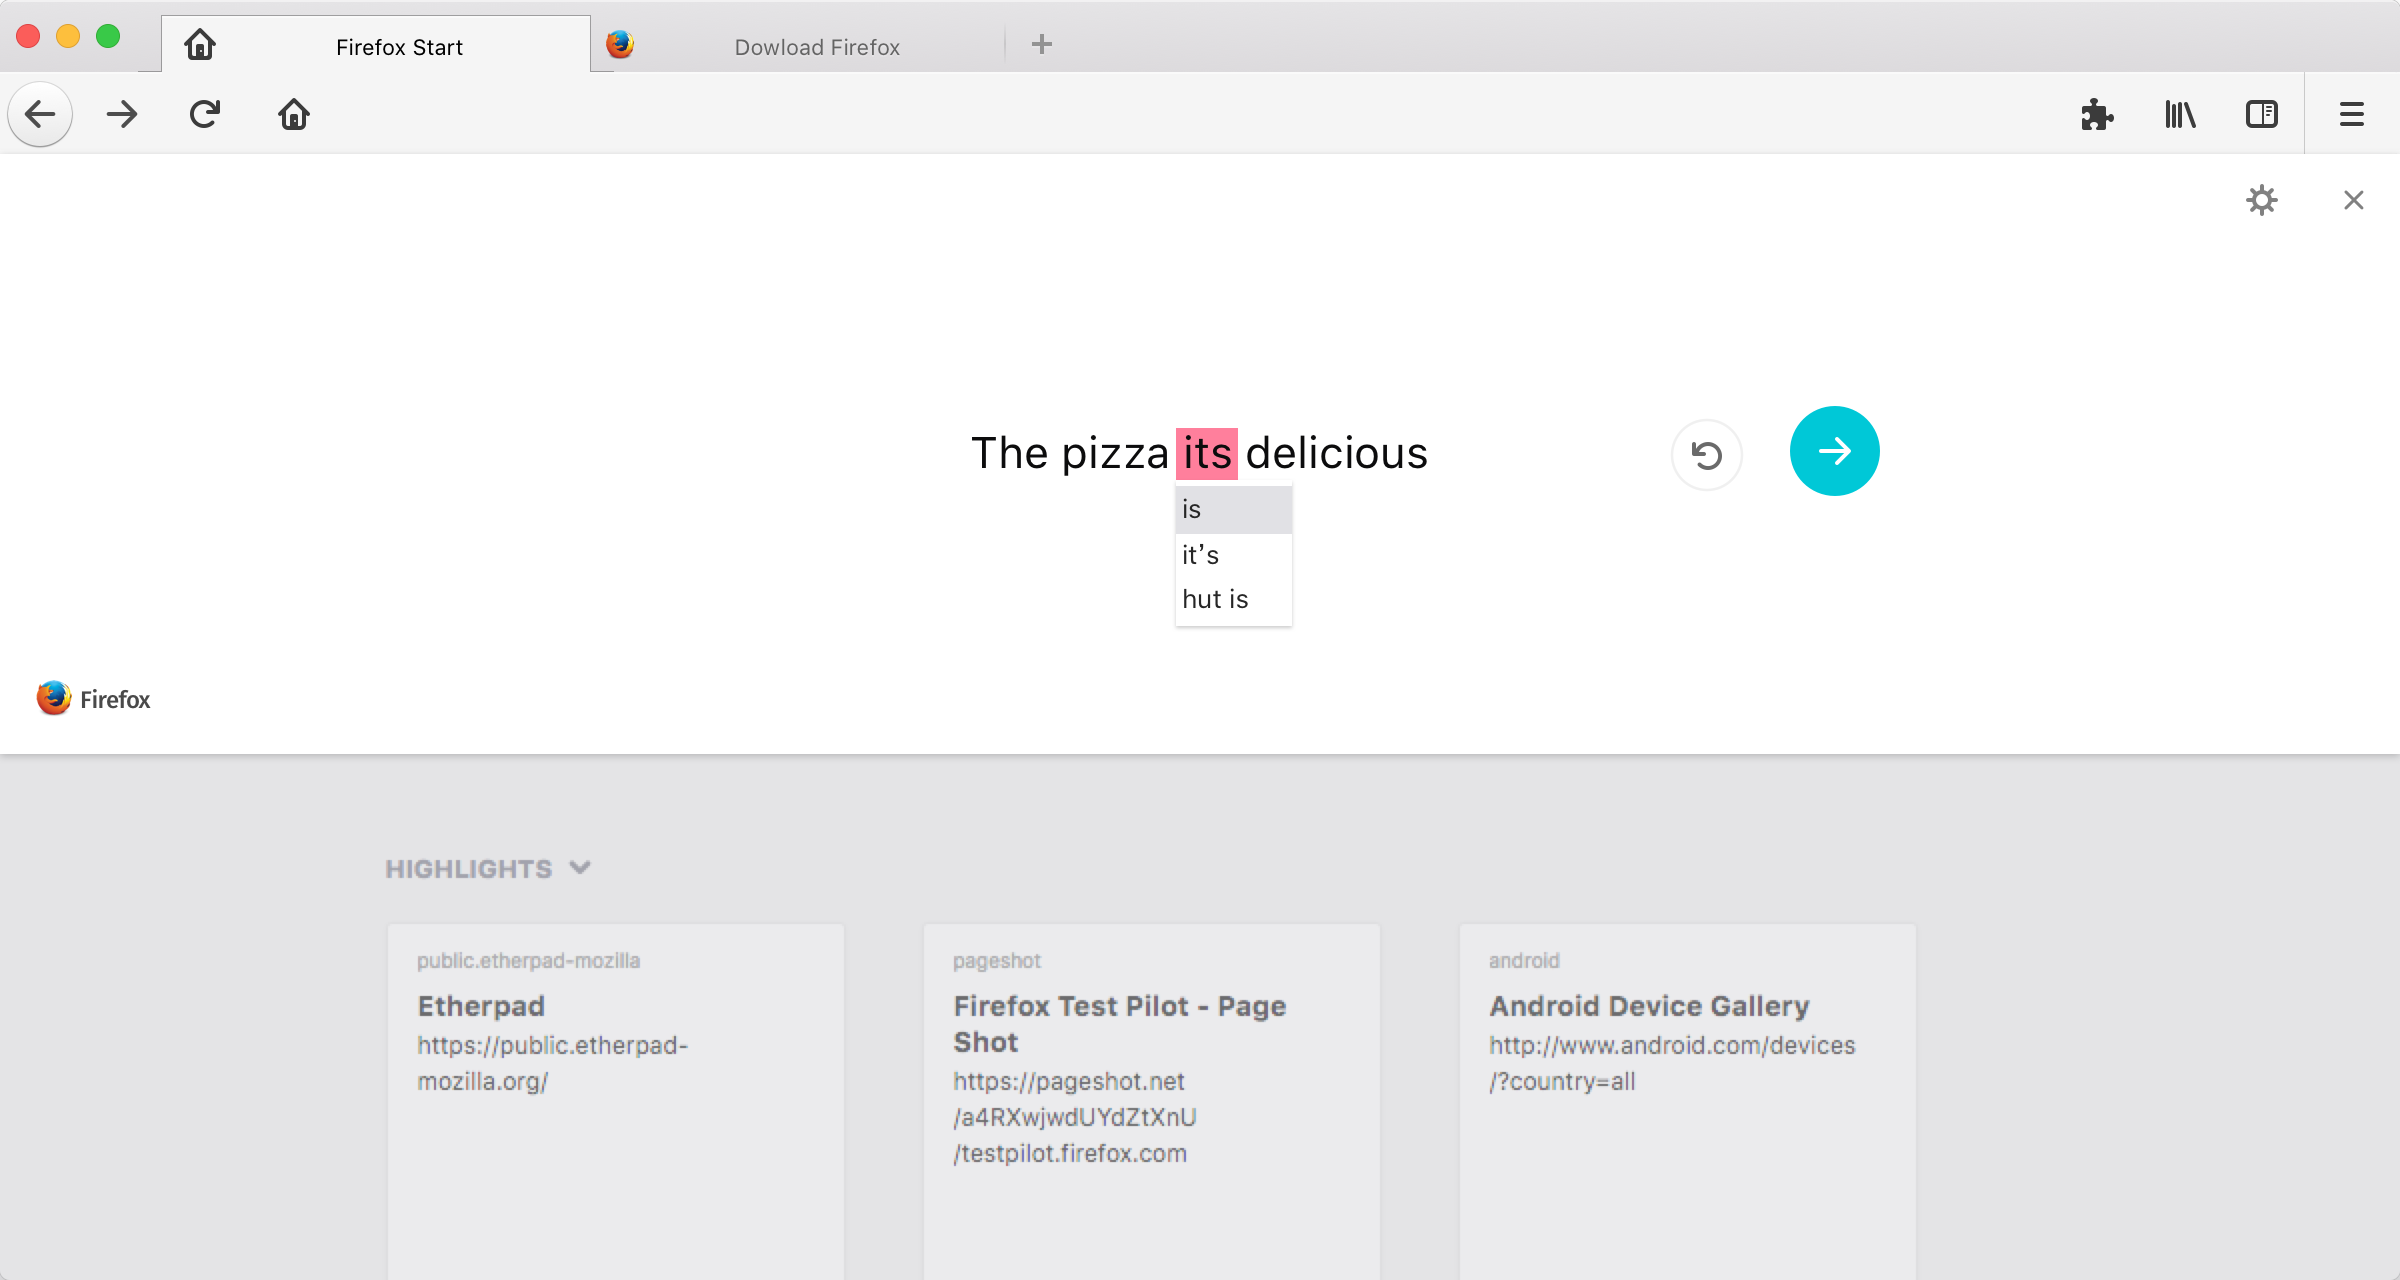 Firefox Start
Dowload Firefox
The pizza its delicious
is
it’s
hut is
Firefox
HIGHLIGHTS
public.etherpad-mozilla
Etherpad
https://public.etherpad-
mozilla.org/
pageshot
Firefox Test Pilot - Page
Shot
https://pageshot.net
/a4RXwjwdUYdZtXnU
/testpilot.firefox.com
android
Android Device Gallery
http://www.android.com/devices
/?country=all